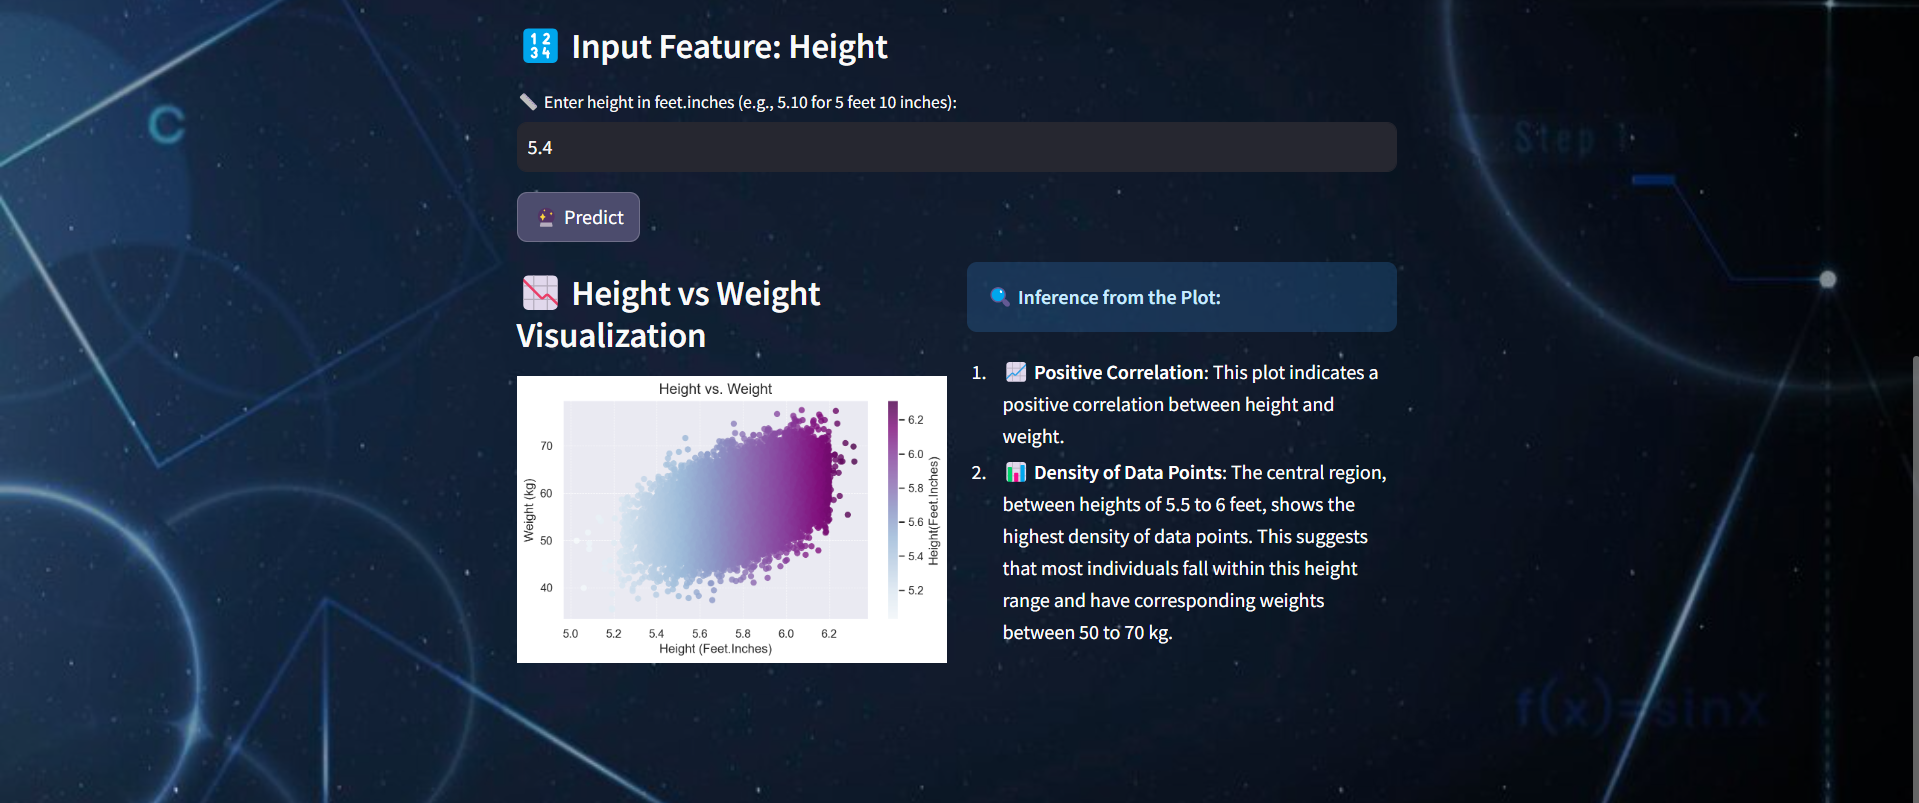 Input Feature: Height
Enter height in feet.inches (e.g., 5.10 for 5 feet 10 inches):
5.4
Predict
Height vs Weight
Visualization
Height vs. Weight
70
60
50
40
Weight (kg)
5.0 5.2 5.4 5.6 5.8 6.0 6.2
Height (Feet.Inches)
6.2
6.0
5.8
5.6
5.4
5.2
Height(Feet.Inches)
Inference from the Plot:
1. Positive Correlation: This plot indicates a
positive correlation between height and
weight.
2. Density of Data Points: The central region,
between heights of 5.5 to 6 feet, shows the
highest density of data points. This suggests
that most individuals fall within this height
range and have corresponding weights
between 50 to 70 kg.
C
Step 1
f(x)=sinX